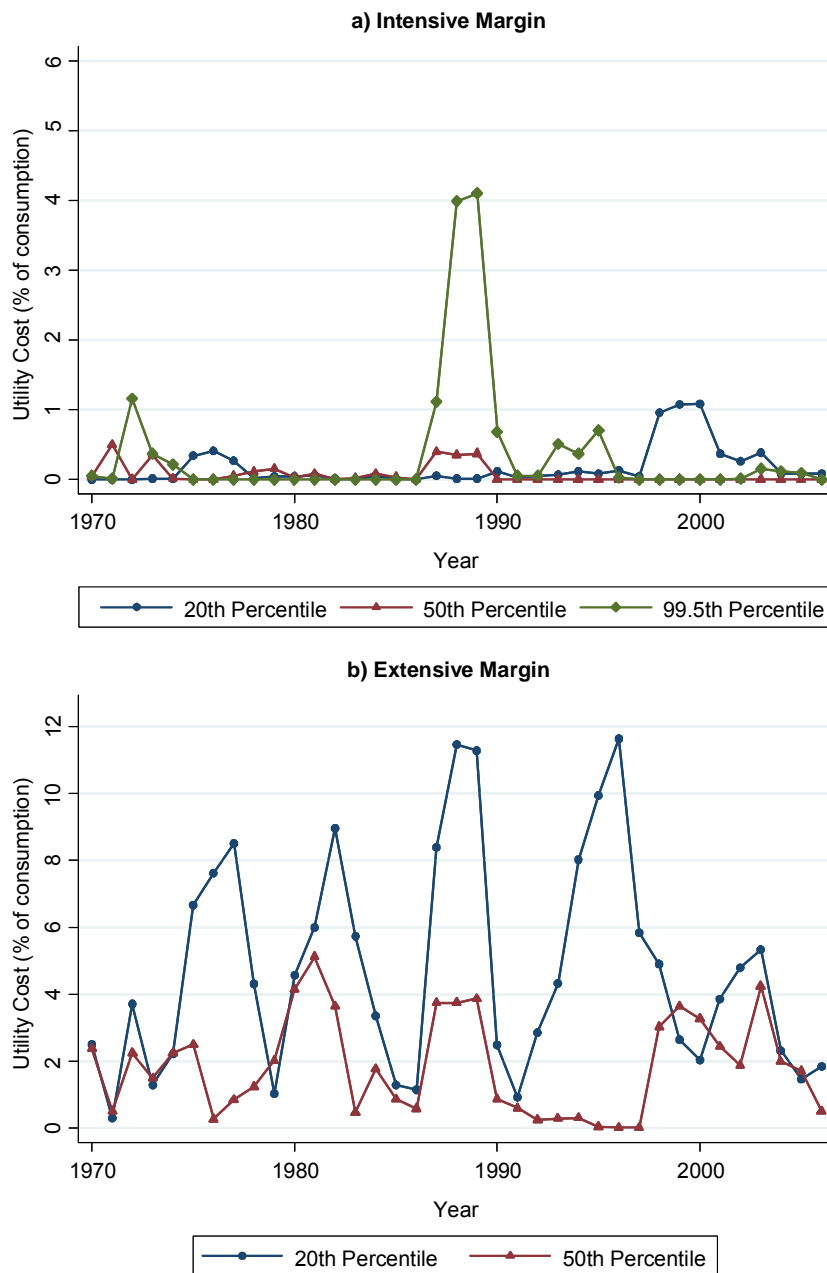 a) Intensive Margin
Utility Cost (% of consumption)
6
5
4
3
2
1
0
1970 1980 1990 2000
Year
20th Percentile 50th Percentile 99.5th Percentile
b) Extensive Margin
Utility Cost (% of consumption)
12
10
8
6
4
2
0
1970 1980 1990 2000
Year
20th Percentile 50th Percentile